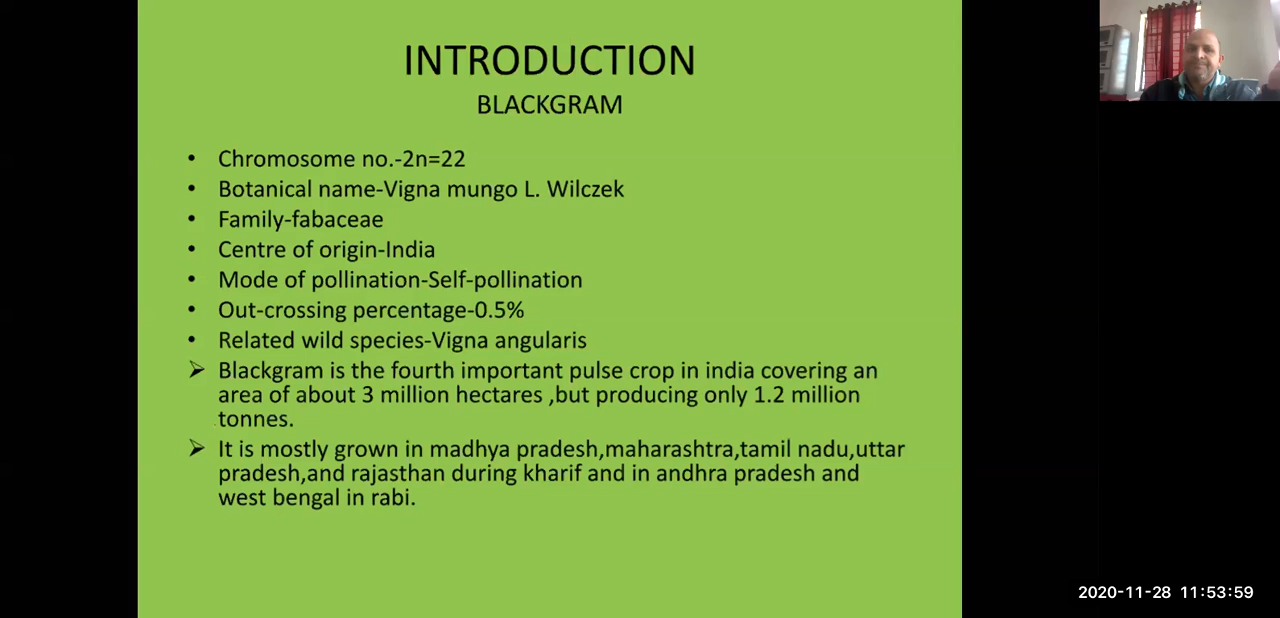 INTRODUCTION
BLACKGRAM
• Chromosome no.-2n=22
• Botanical name-Vigna mungo L. Wilczek
• Family-fabaceae
• Centre of origin-India
• Mode of pollination-Self-pollination
• Out-crossing percentage-0.5%
• Related wild species-Vigna angularis
➢ Blackgram is the fourth important pulse crop in india covering an
area of about 3 million hectares ,but producing only 1.2 million
tonnes.
➢ It is mostly grown in madhya pradesh,maharashtra,tamil nadu,uttar
pradesh,and rajasthan during kharif and in andhra pradesh and
west bengal in rabi.
2020-11-28 11:53:59